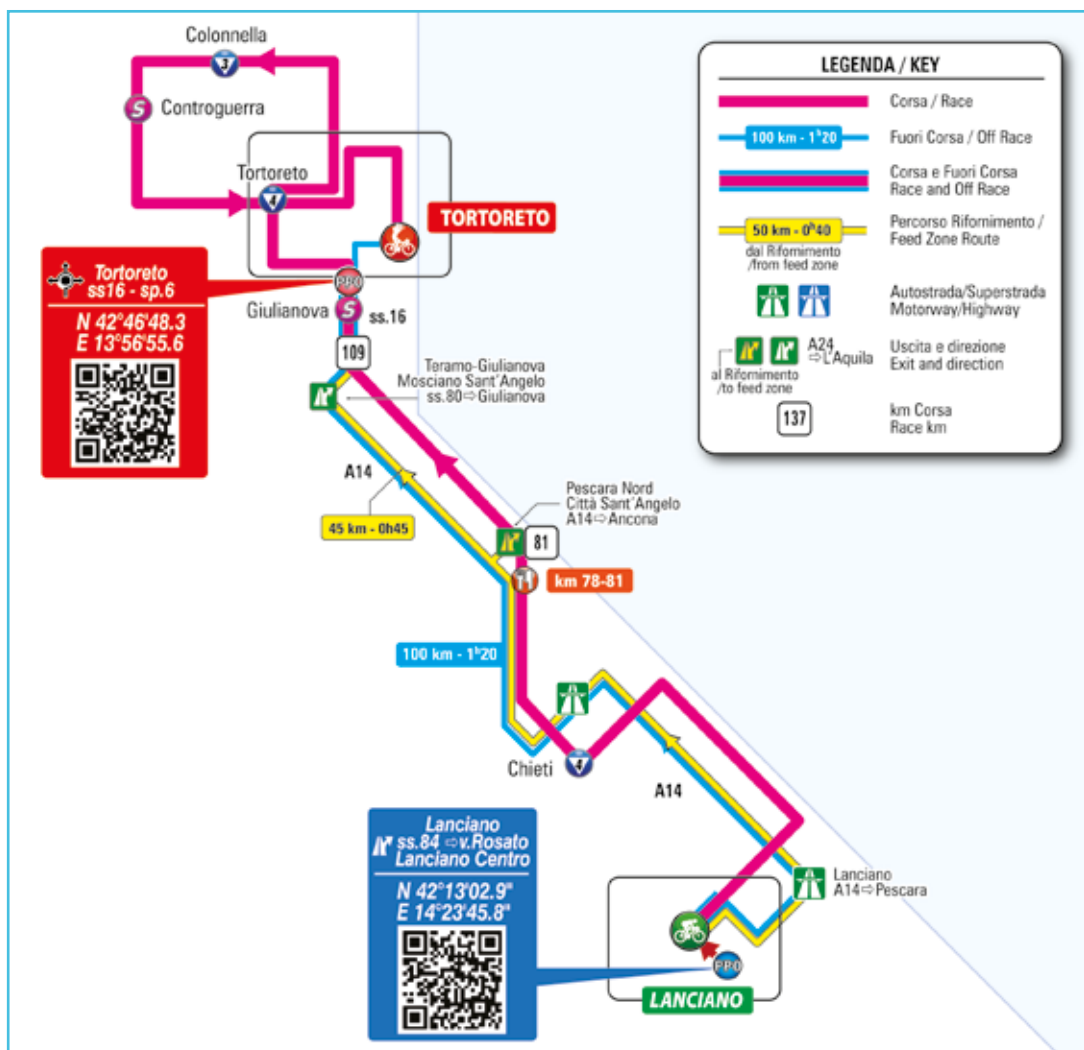 Colonnella
3
S
Controguerra
Tortoreto
4
TORTORETO
PPO
Tortoreto
ss16 - sp.6
N 42°46'48.3
E 13°56'55.6
Giulianova
S
ss.16
109
Teramo-Giulianova
Mosciano Sant'Angelo
ss.80⇨Giulianova
A14
45 km - 0h45
Pescara Nord
Città Sant'Angelo
A14⇨Ancona
81
km 78-81
100 km - 1ʰ20
Chieti
4
A14
Lanciano
A14⇨Pescara
Lanciano
ss.84 ⇨v.Rosato
Lanciano Centro
N 42°13'02.9"
E 14°23'45.8"
PPO
LANCIANO
LEGENDA / KEY
Corsa / Race
100 km - 1ʰ20
Fuori Corsa / Off Race
Corsa e Fuori Corsa
Race and Off Race
50 km - 0ʰ40
dal Rifornimento
/from feed zone
Percorso Rifornimento /
Feed Zone Route
Autostrada/Superstrada
Motorway/Highway
A24
⇨L'Aquila
al Rifornimento
/to feed zone
Uscita e direzione
Exit and direction
137
km Corsa
Race km